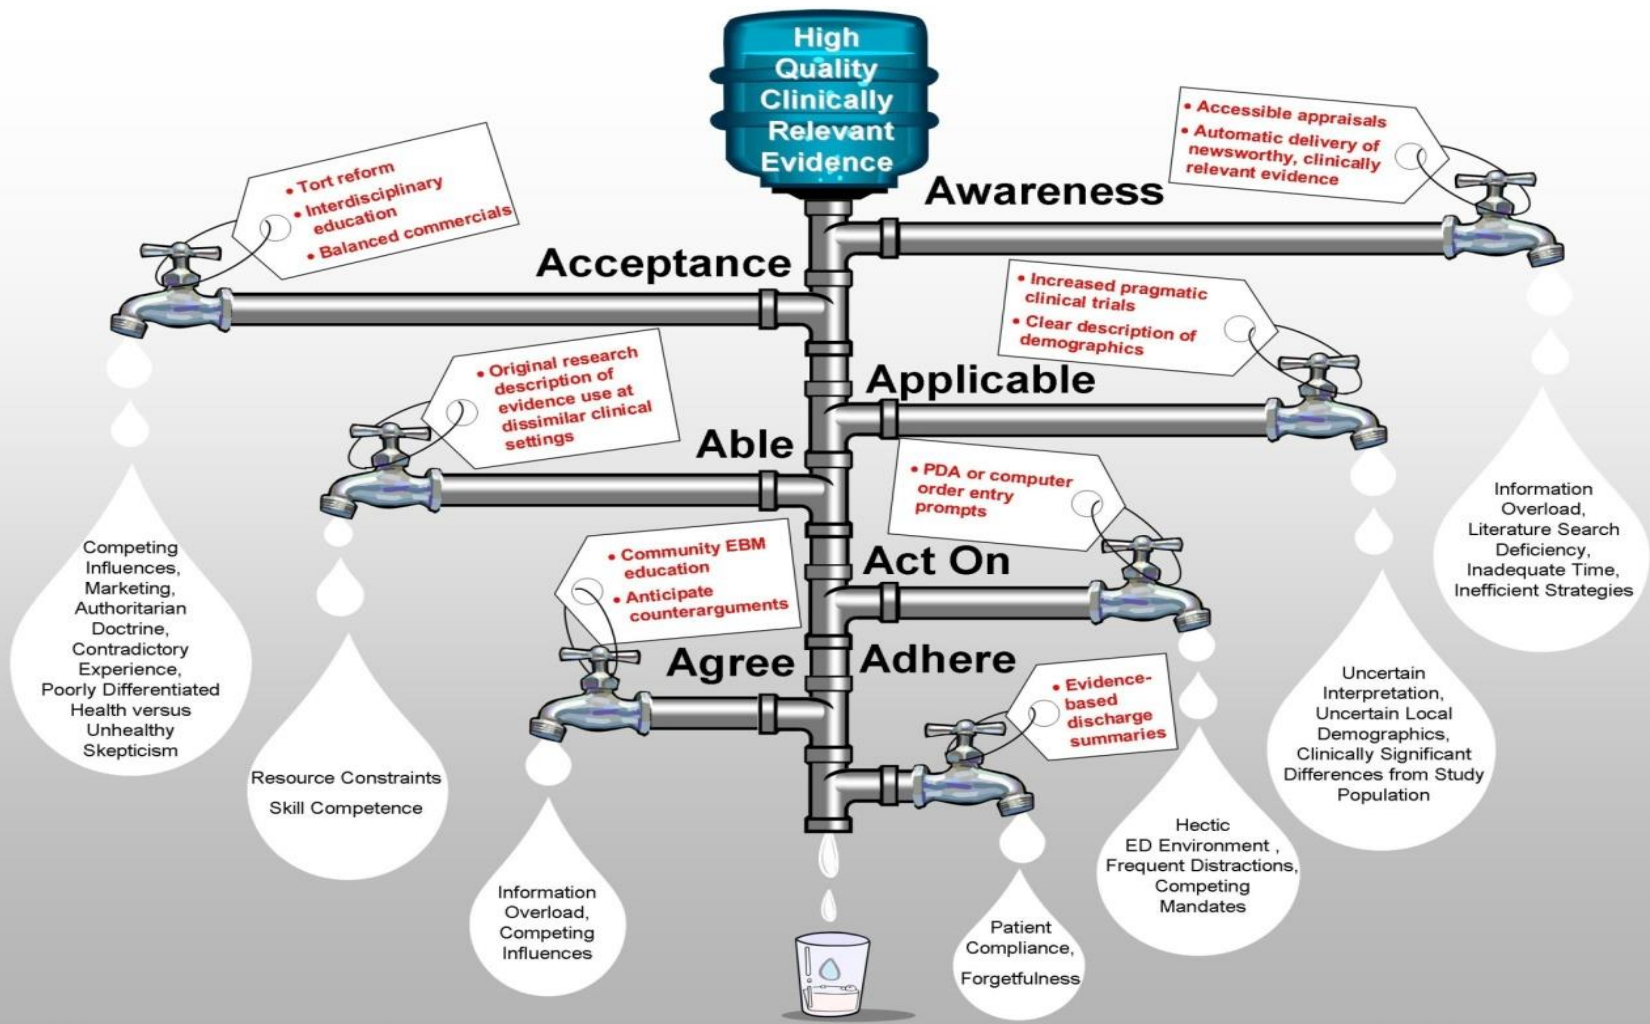 High
Quality
Clinically
Relevant
Evidence
Awareness
• Accessible appraisals
• Automatic delivery of
newsworthy, clinically
relevant evidence
Information
Overload,
Literature Search
Deficiency,
Inadequate Time,
Inefficient Strategies
Acceptance
• Tort reform
• Interdisciplinary
education
• Balanced commercials
Competing
Influences,
Marketing,
Authoritarian
Doctrine,
Contradictory
Experience,
Poorly Differentiated
Health versus
Unhealthy
Skepticism
Applicable
• Increased pragmatic
clinical trials
• Clear description of
demographics
Uncertain
Interpretation,
Uncertain Local
Demographics,
Clinically Significant
Differences from Study
Population
Able
• Original research
description of
evidence use at
dissimilar clinical
settings
Resource Constraints
Skill Competence
Act On
• PDA or computer
order entry
prompts
Hectic
ED Environment ,
Frequent Distractions,
Competing
Mandates
Agree
• Community EBM
education
• Anticipate
counterarguments
Information
Overload,
Competing
Influences
Adhere
• Evidence-
based
discharge
summaries
Patient
Compliance,
Forgetfulness